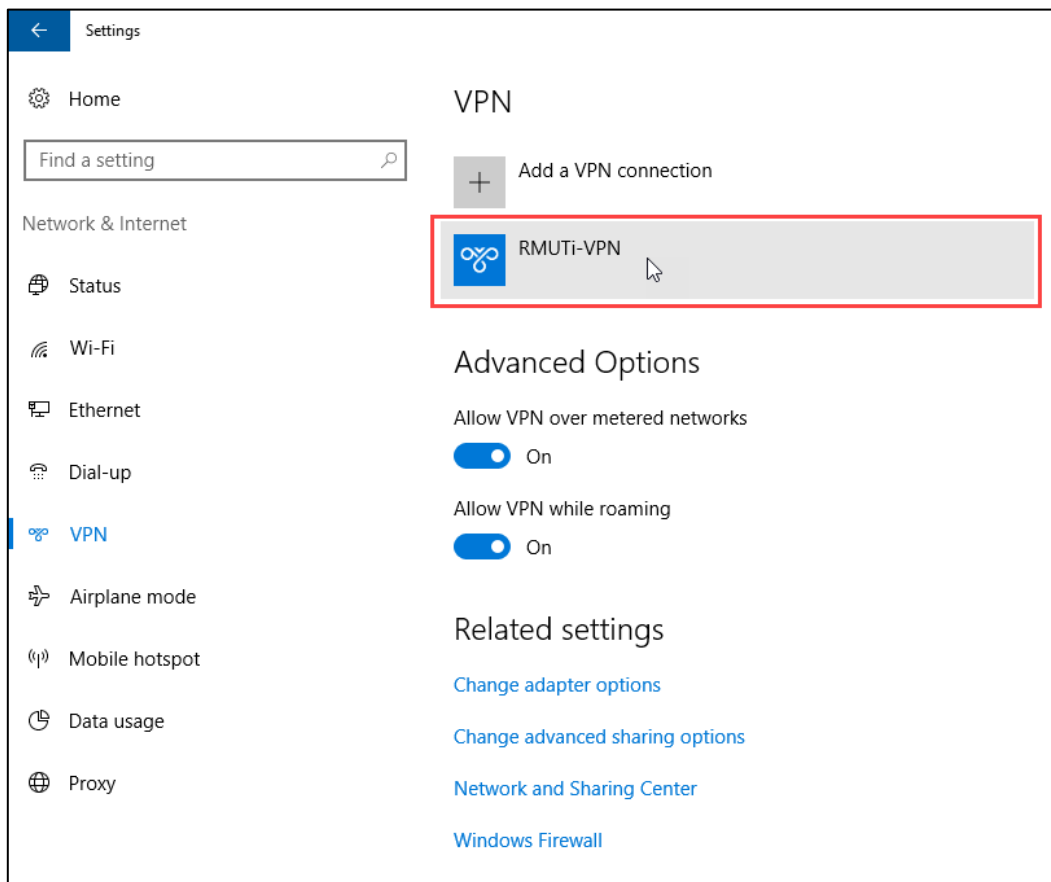 Settings
Home
Find a setting
Network & Internet
Status
Wi-Fi
Ethernet
Dial-up
VPN
Airplane mode
Mobile hotspot
Data usage
Proxy
VPN
Add a VPN connection
RMUTi-VPN
Advanced Options
Allow VPN over metered networks
On
Allow VPN while roaming
On
Related settings
Change adapter options
Change advanced sharing options
Network and Sharing Center
Windows Firewall